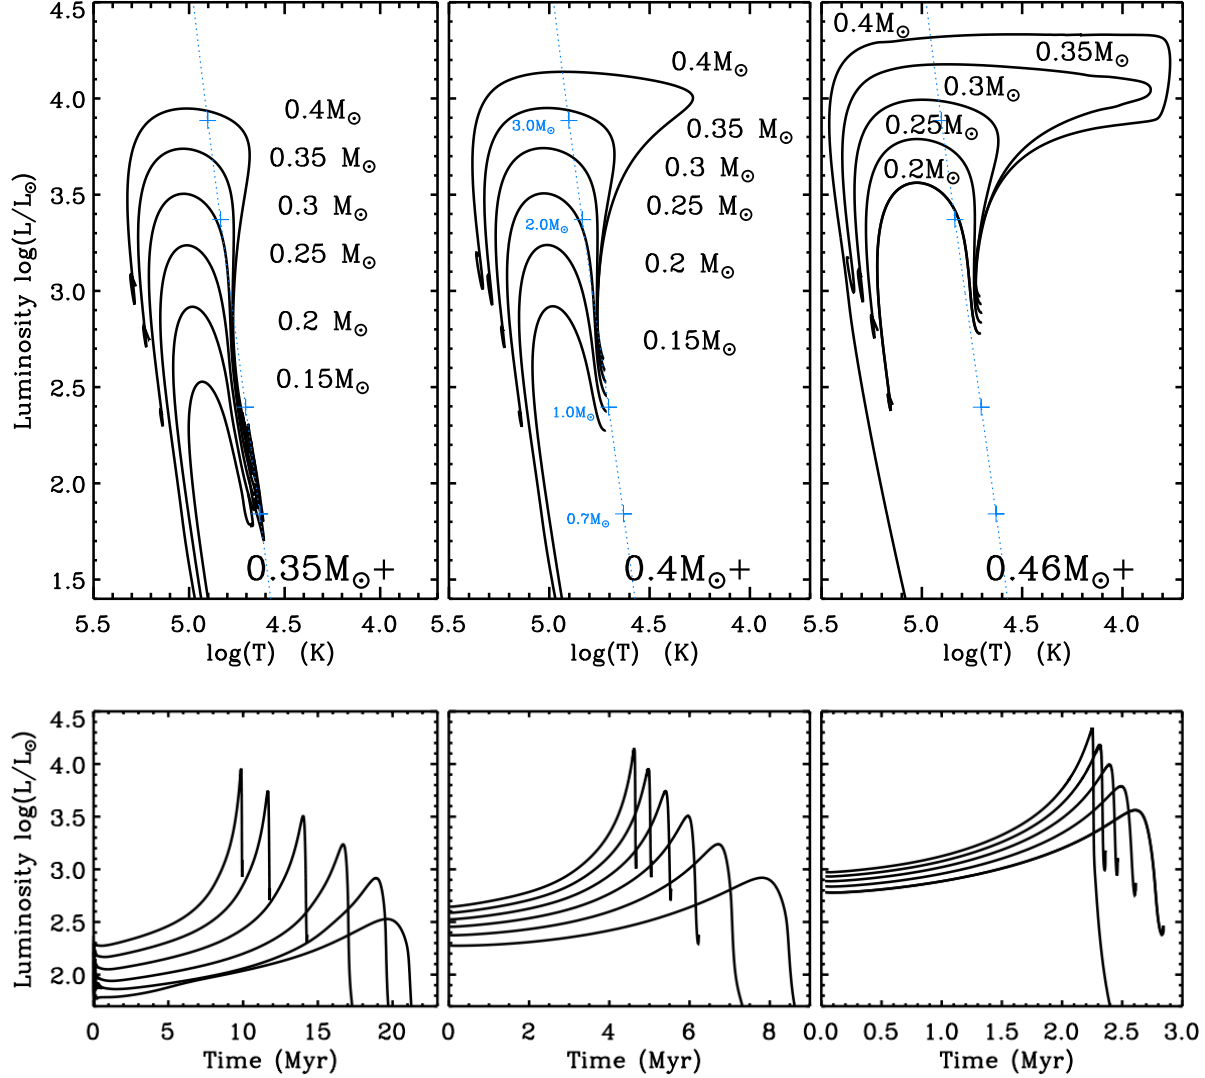 4.5
4.0
3.5
3.0
2.5
2.0
1.5
Luminosity log(L/L⊙)
0.4M⊙
0.35 M⊙
0.3 M⊙
0.25 M⊙
0.2 M⊙
0.15M⊙
0.35M⊙+
5.5 5.0 4.5 4.0
log(T) (K)
0.4M⊙
0.35 M⊙
0.3 M⊙
0.25 M⊙
0.2 M⊙
0.15M⊙
3.0M⊙
2.0M⊙
1.0M⊙
0.7M⊙
0.4M⊙+
5.0 4.5 4.0
log(T) (K)
0.4M⊙
0.35M⊙
0.3M⊙
0.25M⊙
0.2M⊙
0.46M⊙+
5.5 5.0 4.5 4.0
log(T) (K)
4.5
4.0
3.5
3.0
2.5
2.0
Luminosity log(L/L⊙)
0 5 10 15 20
Time (Myr)
0 2 4 6 8
Time (Myr)
0.0 0.5 1.0 1.5 2.0 2.5 3.0
Time (Myr)